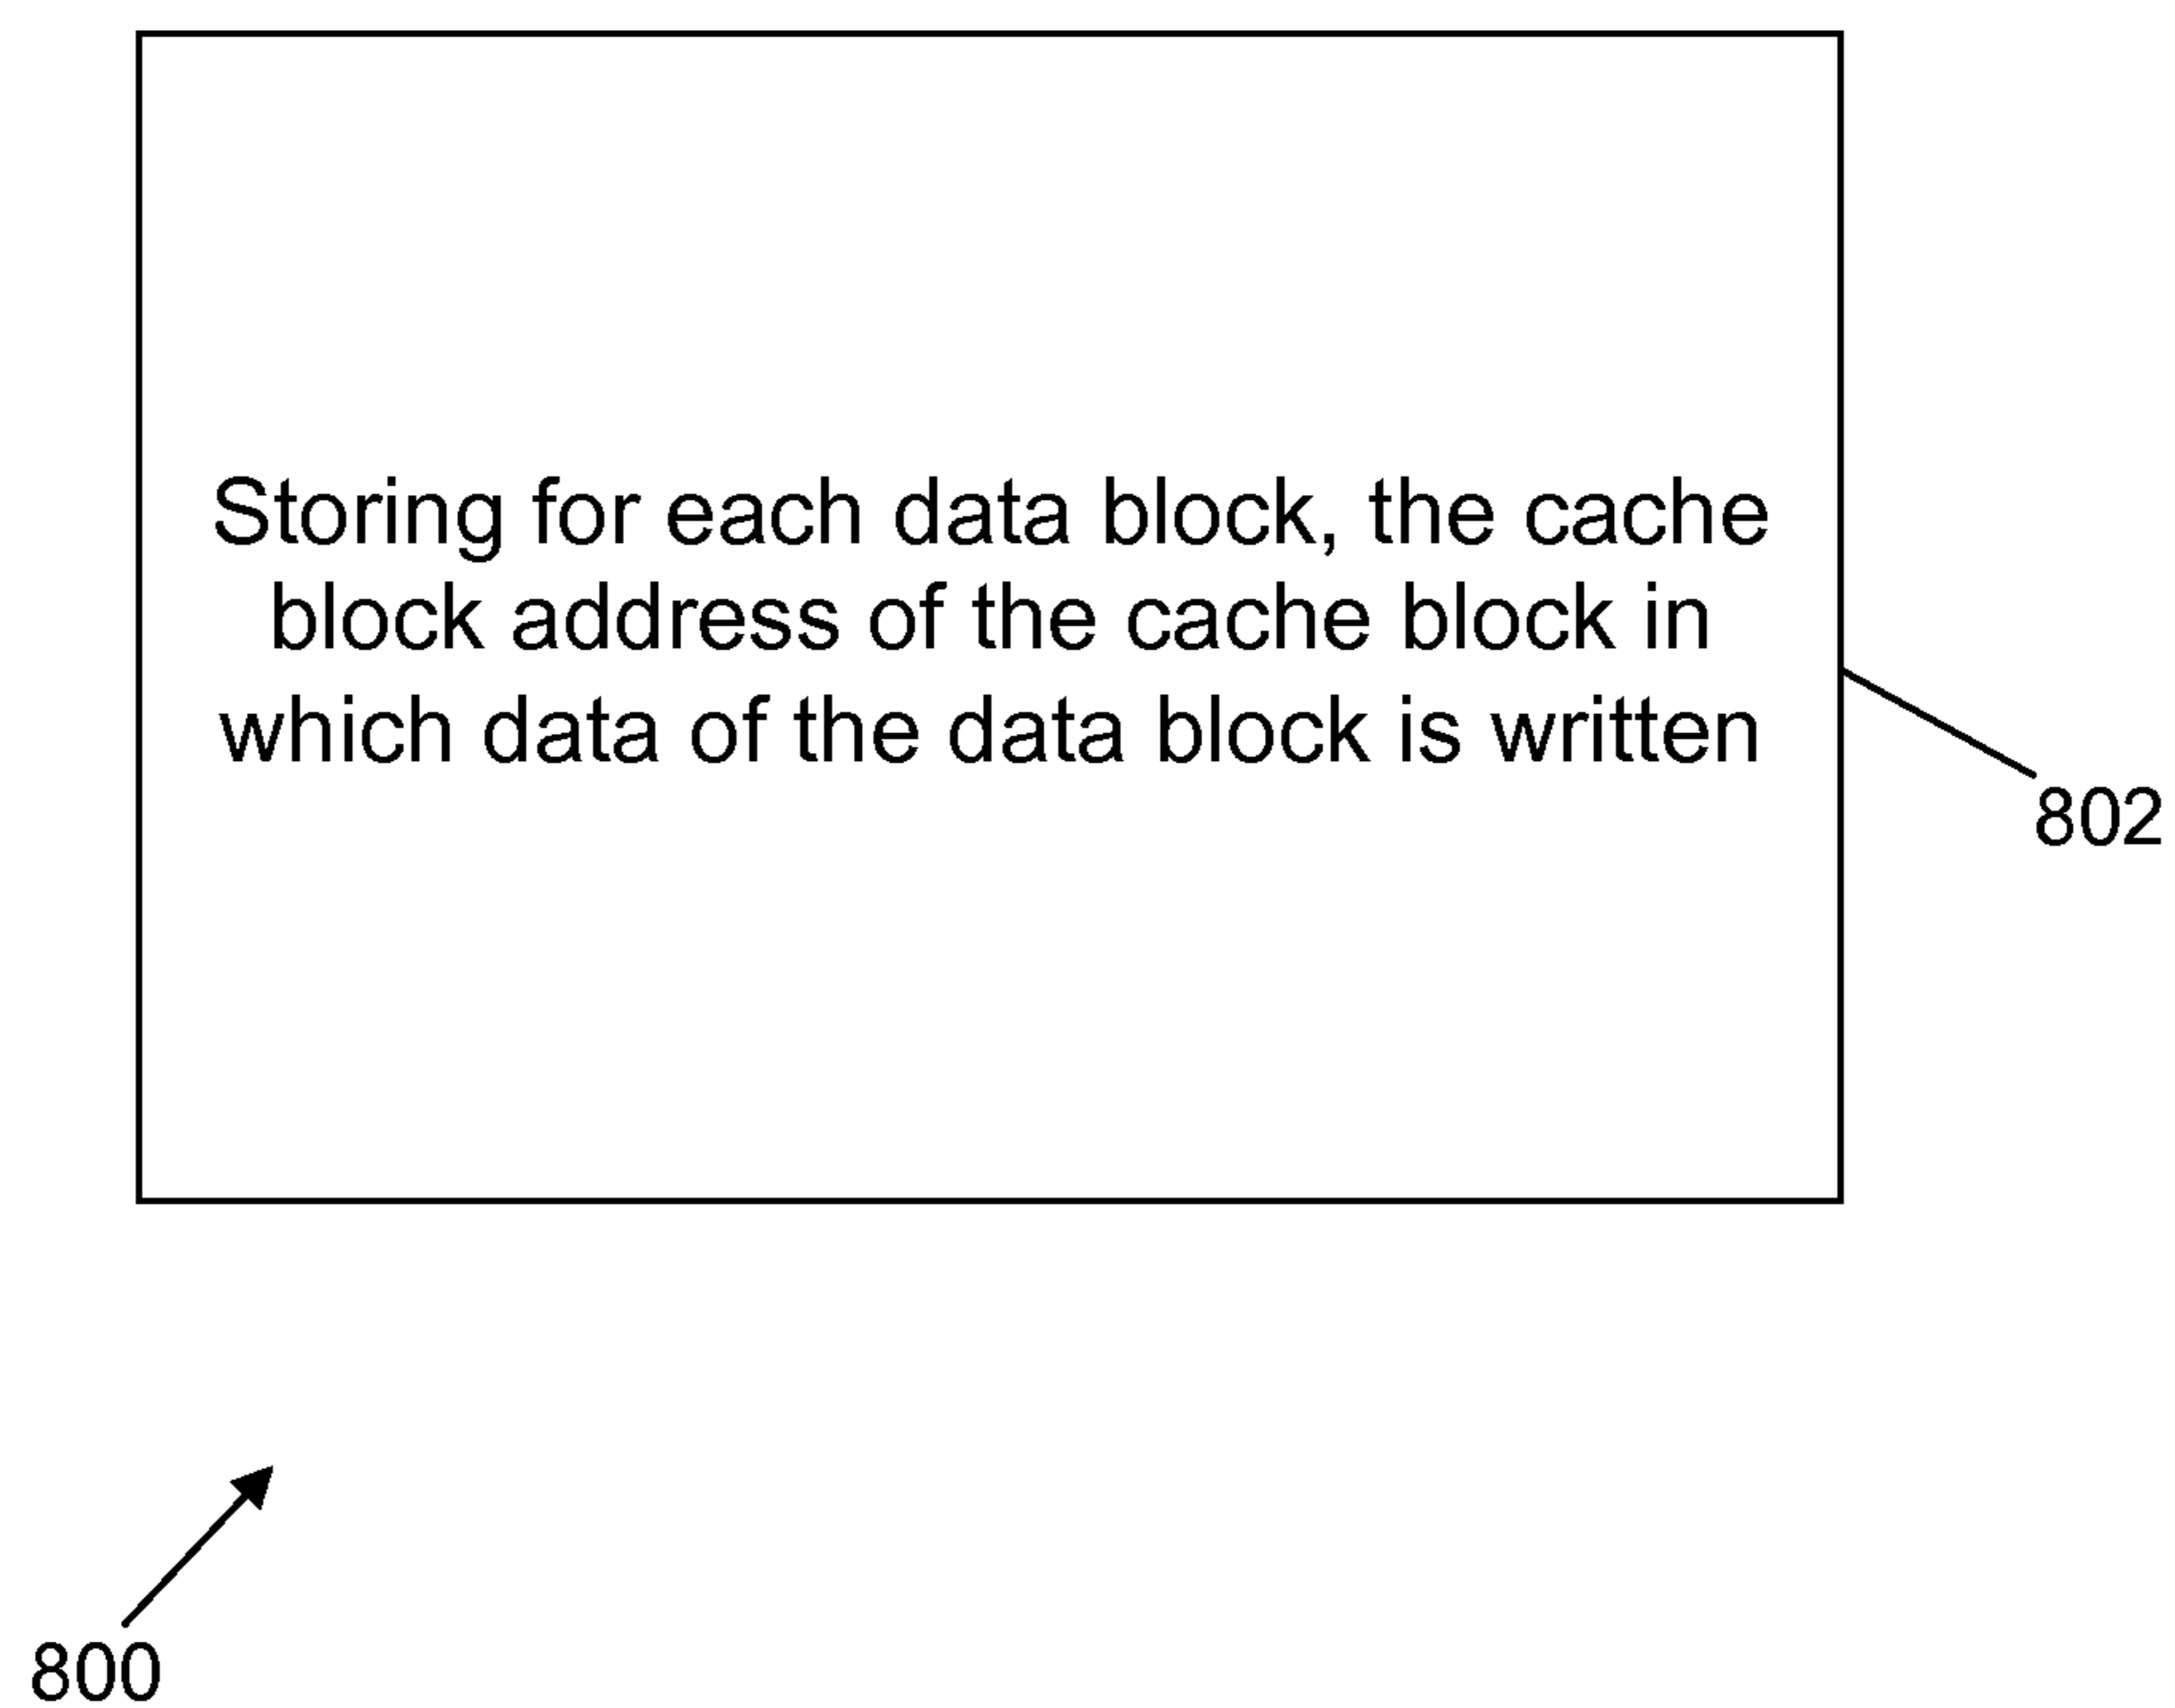 Storing for each data block, the cache
block address of the cache block in
which data of the data block is written
802
800